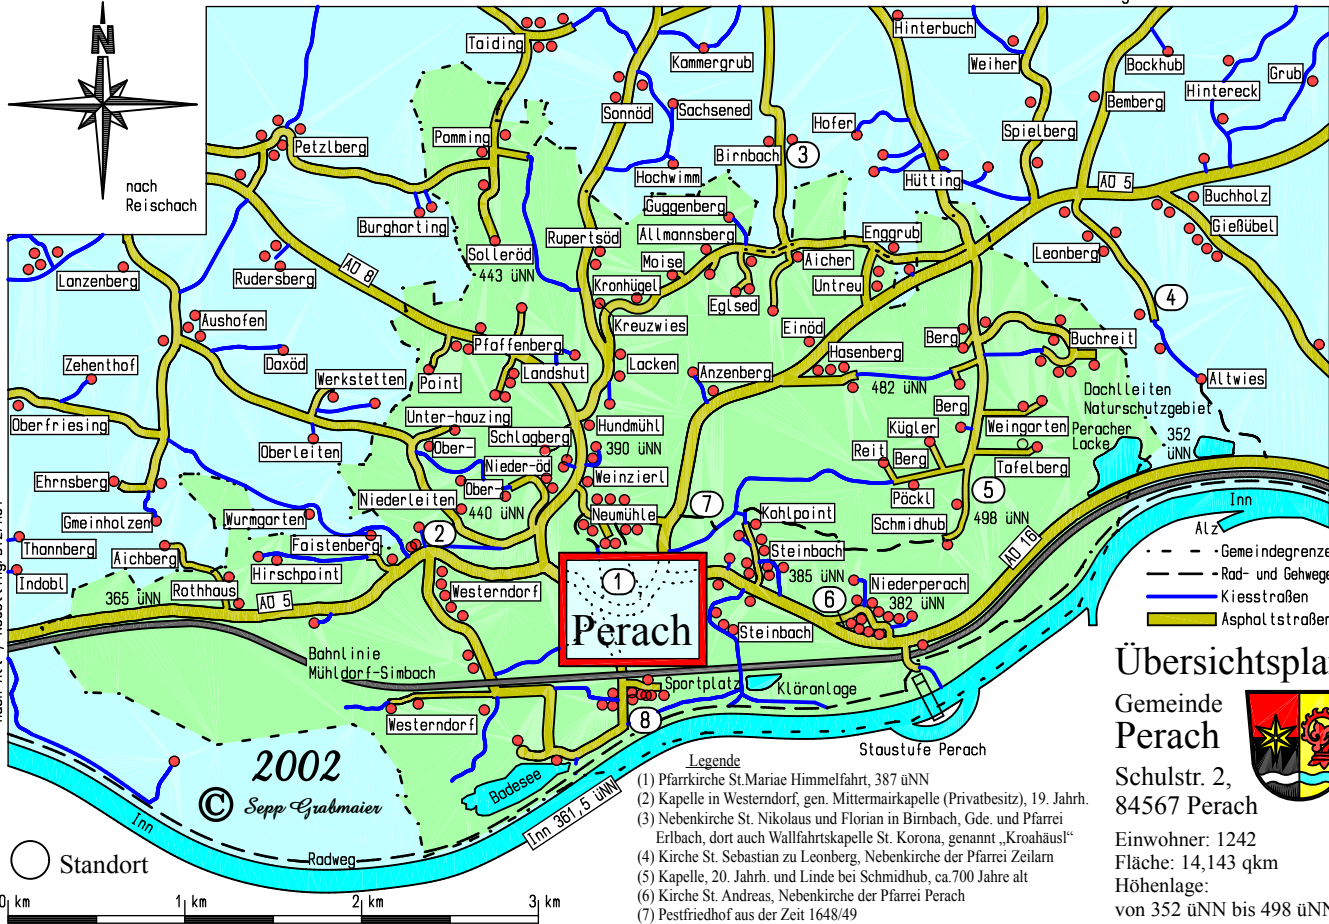 N
nach
Reischach
Taiding
Kammergrub
Hinterbuch
Weiher
Bockhub
Grub
Hintereck
Bemberg
Sonnöd
Sachsened
Hofer
Spielberg
Petzlberg
Pomming
Birnbach
3
Hochwimm
Hütting
AÖ 5
Buchholz
Gießübel
Burgharting
Guggenberg
Allmannsberg
Enggrub
Leonberg
Solleröd
443 üNN
Rupertsöd
Moise
Aicher
Lanzenberg
Rudersberg
AÖ 8
Kronhügel
Eglsed
Untreu
4
Aushofen
Kreuzwies
Einöd
Berg
Buchreit
Pfaffenberg
Hasenberg
Zehenthof
Daxöd
Lacken
Landshut
Point
Anzenberg
482 üNN
Altwies
Werkstetten
Dachlleiten
Naturschutzgebiet
Peracher
Lacke
352
üNN
Oberfriesing
Unter-hauzing
Ober-
Schlagberg
Hundmühl
390 üNN
Berg
Kügler
Weingarten
Oberleiten
Nieder-öd
Ober-
440 üNN
Weinzierl
Reit
Berg
Tafelberg
Ehrnsberg
Niederleiten
Pöckl
5
498 üNN
Inn
Gmeinholzen
Wurmgarten
2
Neumühle
7
Kohlpoint
Schmidhub
AÖ 16
Alz
Thannberg
Aichberg
Faistenberg
Steinbach
385 üNN
Indobl
Hirschpoint
Rothhaus
365 üNN
AÖ 5
Westerndorf
1
Perach
Niederperach
382 üNN
6
Steinbach
Gemeindegrenze
Rad- und Gehwege
Kiesstraßen
Asphaltstraßen
Bahnlinie
Mühldorf-Simbach
Sportplatz
Kläranlage
Westerndorf
8
Staustufe Perach
Badesee
Inn 361,5 üNN
2002
© Sepp Grabmaier
Inn
Radweg
Standort
0 km
1 km
2 km
3 km
Legende
(1) Pfarrkirche St.Mariae Himmelfahrt, 387 üNN
(2) Kapelle in Westerndorf, gen. Mittermairkapelle (Privatbesitz), 19. Jahrh.
(3) Nebenkirche St. Nikolaus und Florian in Birnbach, Gde. und Pfarrei
Erlbach, dort auch Wallfahrtskapelle St. Korona, genannt „Kroahäusl“
(4) Kirche St. Sebastian zu Leonberg, Nebenkirche der Pfarrei Zeilarn
(5) Kapelle, 20. Jahrh. und Linde bei Schmidhub, ca.700 Jahre alt
(6) Kirche St. Andreas, Nebenkirche der Pfarrei Perach
(7) Pestfriedhof aus der Zeit 1648/49
Übersichtsplan
Gemeinde
Perach
Schulstr. 2,
84567 Perach
Einwohner: 1242
Fläche: 14,143 qkm
Höhenlage:
von 352 üNN bis 498 üNN